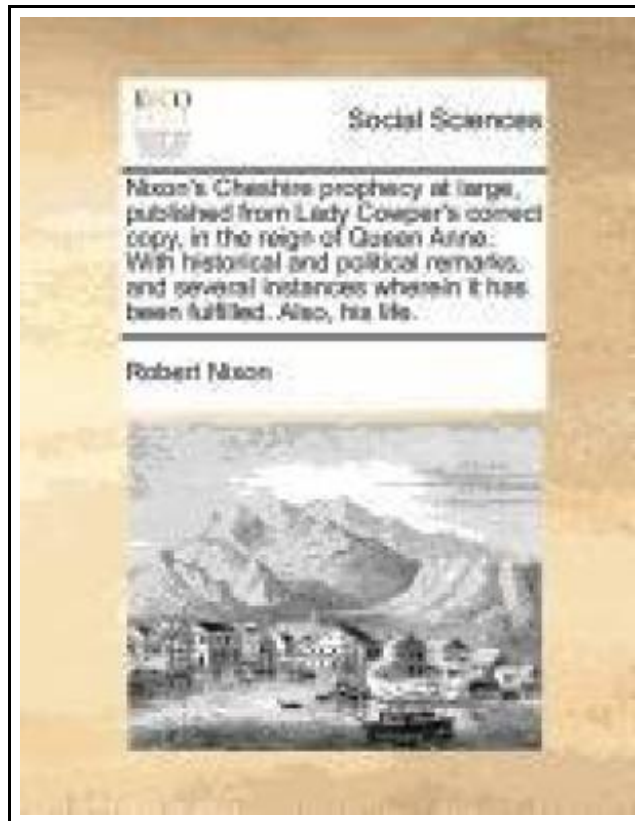 ECCO
Social Sciences
Nixon's Cheshire prophecy at large,
published from Lady Cowper's correct
copy, in the reign of Queen Anne.
With historical and political remarks,
and several instances wherein it has
been fulfilled. Also, his life.
Robert Nixon